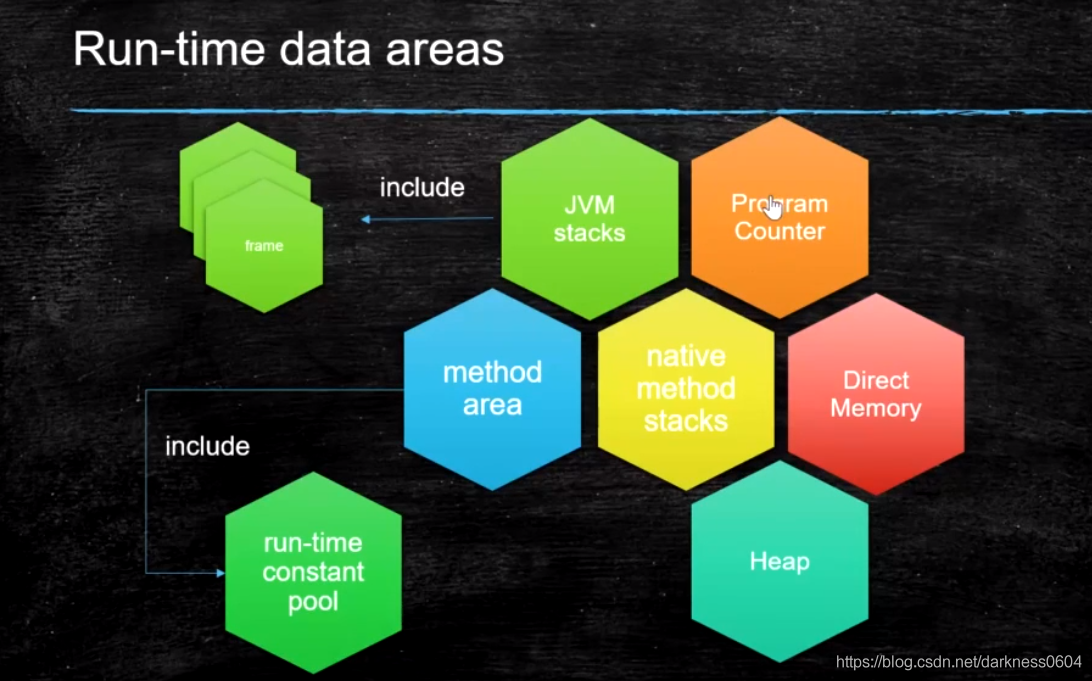 Run-time data areas
include
JVM
stacks
Program
Counter
frame
method
area
native
method
stacks
Direct
Memory
include
run-time
constant
pool
Heap
https://blog.csdn.net/darkness0604